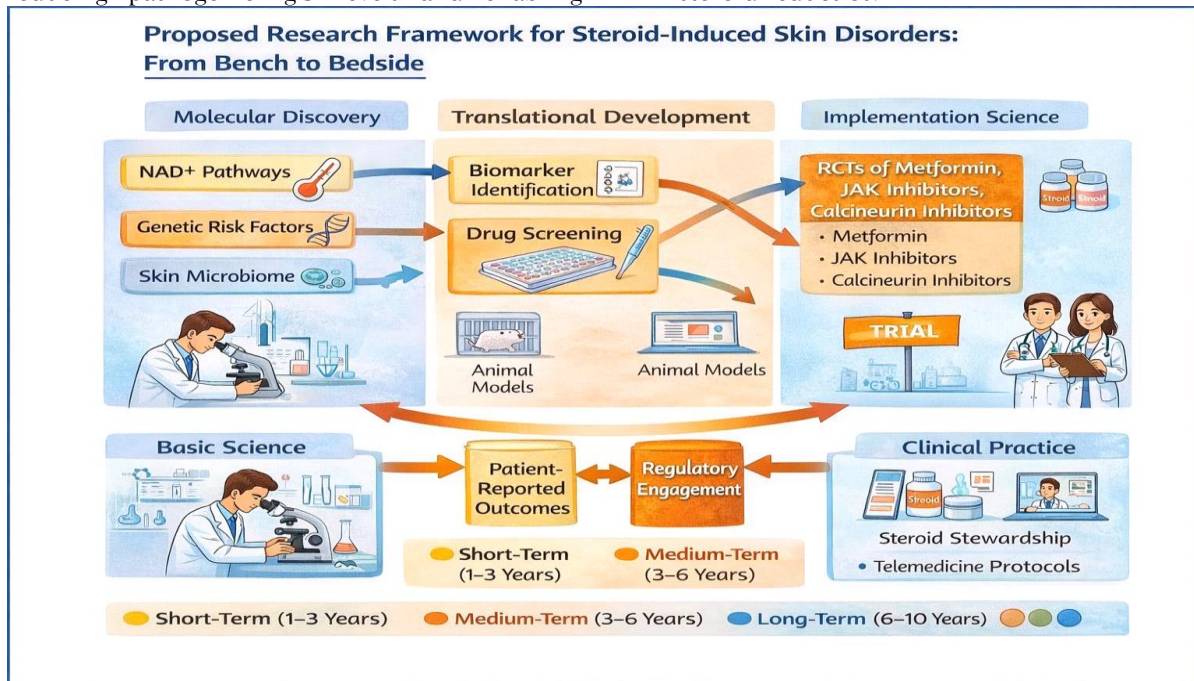 Proposed Research Framework for Steroid-Induced Skin Disorders:
From Bench to Bedside
Molecular Discovery
Translational Development
Implementation Science
NAD+ Pathways
Genetic Risk Factors
Skin Microbiome
Biomarker
Identification
Drug Screening
Animal
Models
Animal Models
RCTs of Metformin,
JAK Inhibitors,
Calcineurin Inhibitors
• Metformin
• JAK Inhibitors
• Calcineurin Inhibitors
Stroid
Stroid
TRIAL
Basic Science
Patient-
Reported
Outcomes
Regulatory
Engagement
Clinical Practice
Stroid
Steroid Stewardship
• Telemedicine Protocols
Short-Term
(1–3 Years)
Medium-Term
(3–6 Years)
Short-Term (1–3 Years)
Medium-Term (3–6 Years)
Long-Term (6–10 Years)